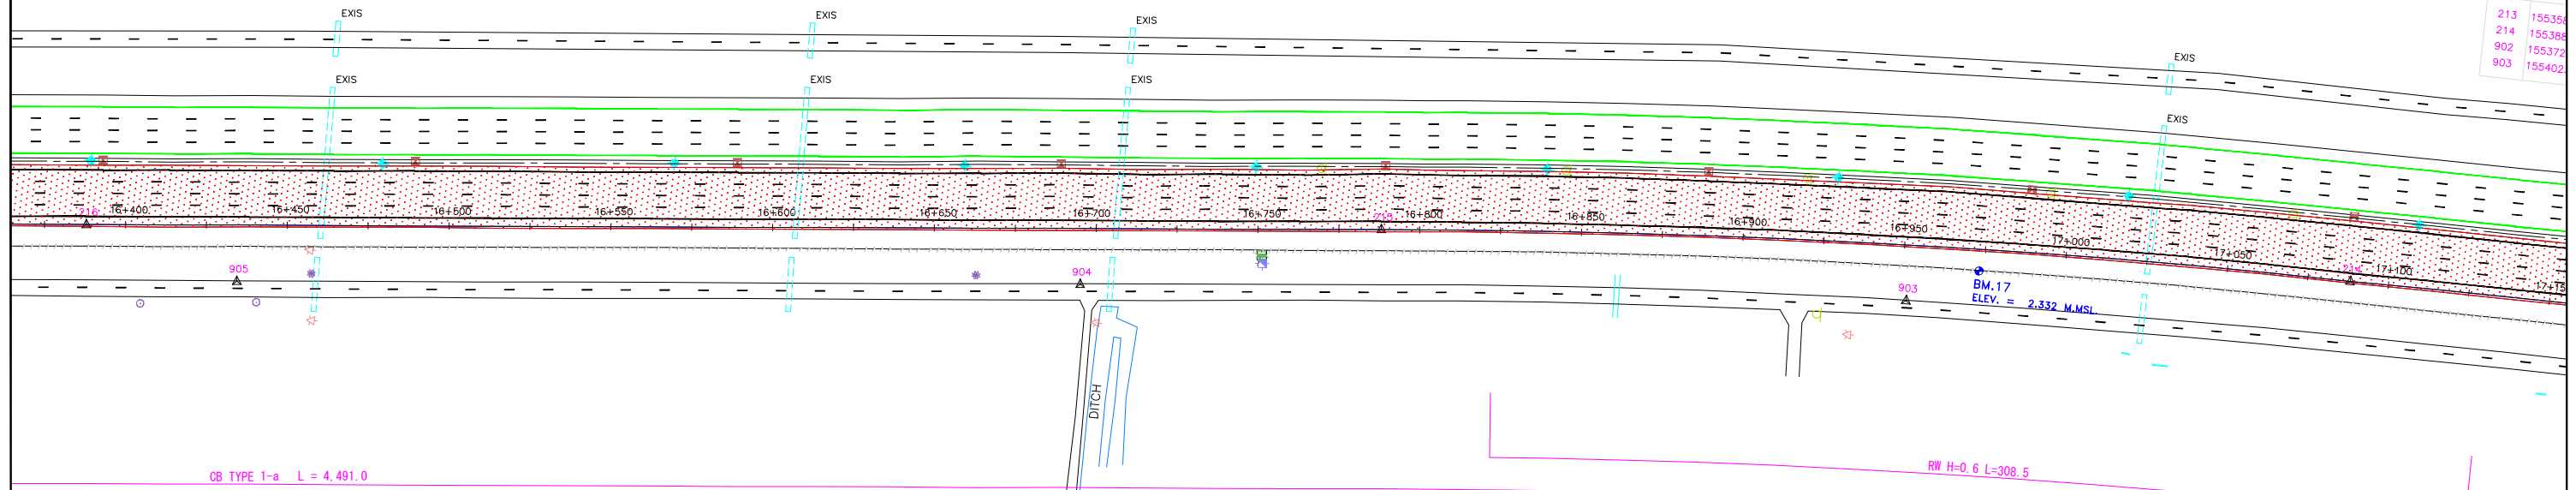 EXIS
EXIS
EXIS
EXIS
EXIS
EXIS
EXIS
EXIS
213
214 
902
903
216
16+400
16+450
16+500
16+550
16+600
16+650
16+700
16+750
215
16+800
16+850
16+900
16+950
17+000
17+050
214
17+100
905
904
903
BM.17
ELEV. = 2.332 M.MSL.
DITCH
CB TYPE 1-a L = 4,491.0
RW H=0.6 L=308.5